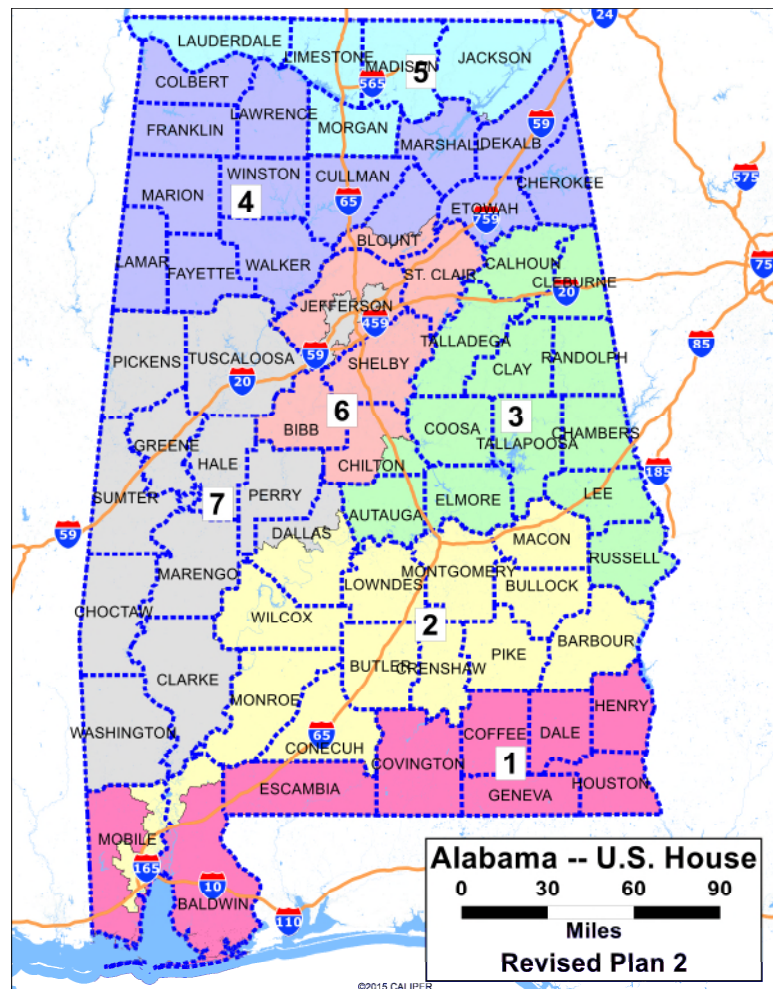 24
LAUDERDALE
LIMESTONE
MADISON
JACKSON
5
565
COLBERT
LAWRENCE
FRANKLIN
MORGAN
59
MARSHAL
DEKALB
WINSTON
CULLMAN
575
MARION
4
65
CHEROKEE
ETOWAH
759
BLOUNT
LAMAR
FAYETTE
WALKER
ST. CLAIR
CALHOUN
75
CLEBURNE
20
JEFFERSON
459
85
PICKENS
TUSCALOOSA
59
SHELBY
TALLADEGA
CLAY
RANDOLPH
20
6
3
GREENE
BIBB
COOSA
TALLAPOOSA
CHAMBERS
HALE
CHILTON
185
SUMTER
PERRY
LEE
7
ELMORE
AUTAUGA
59
DALLAS
MACON
RUSSELL
MARENGO
MONTGOMERY
LOWNDES
BULLOCK
CHOCTAW
WILCOX
2
BARBOUR
PIKE
BUTLER
CRENSHAW
CLARKE
MONROE
HENRY
WASHINGTON
65
COFFEE
DALE
CONECUH
COVINGTON
1
HOUSTON
ESCAMBIA
GENEVA
MOBILE
165
10
BALDWIN
110
Alabama -- U.S. House
0 30 60 90
Miles
Revised Plan 2
©2015 CALIPER